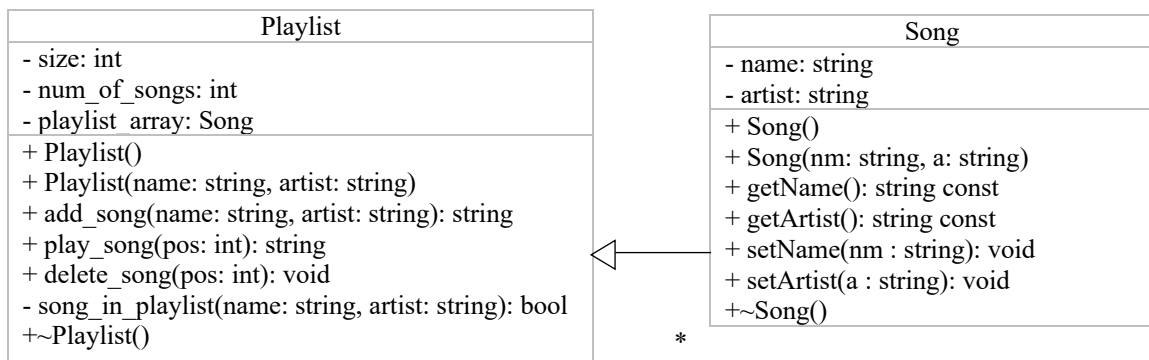 Playlist
- size: int
- num_of_songs: int
- playlist_array: Song
+ Playlist()
+ Playlist(name: string, artist: string)
+ add_song(name: string, artist: string): string
+ play_song(pos: int): string
+ delete_song(pos: int): void
- song_in_playlist(name: string, artist: string): bool
+~Playlist()
Song
- name: string
- artist: string
+ Song()
+ Song(nm: string, a: string)
+ getName(): string const
+ getArtist(): string const
+ setName(nm : string): void
+ setArtist(a : string): void
+~Song()
*